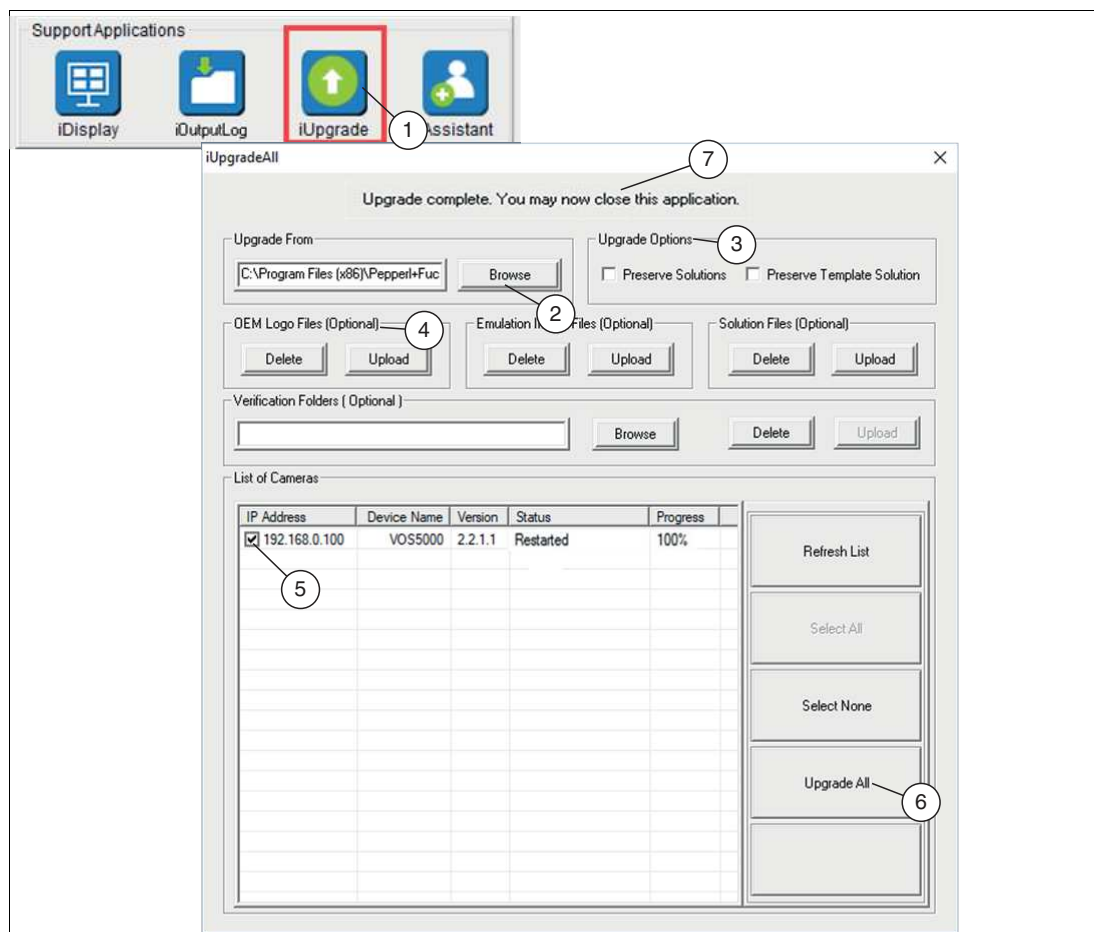 Support Applications
iDisplay iOutputLog iUpgrade Assistant
1
iUpgradeAll
7
Upgrade complete. You may now close this application.
Upgrade From
Upgrade Options
3
C:\Program Files (x86)\Pepperl+Fuc Browse
Preserve Solutions Preserve Template Solution
2
OEM Logo Files (Optional)
4
Emulation Files (Optional)
Solution Files (Optional)
Delete Upload Delete Upload Delete Upload
Verification Folders ( Optional )
Browse Delete Upload
List of Cameras
IP Address Device Name Version Status Progress
192.168.0.100 VOS5000 2.2.1.1 Restarted 100%
5
Refresh List
Select All
Select None
Upgrade All
6